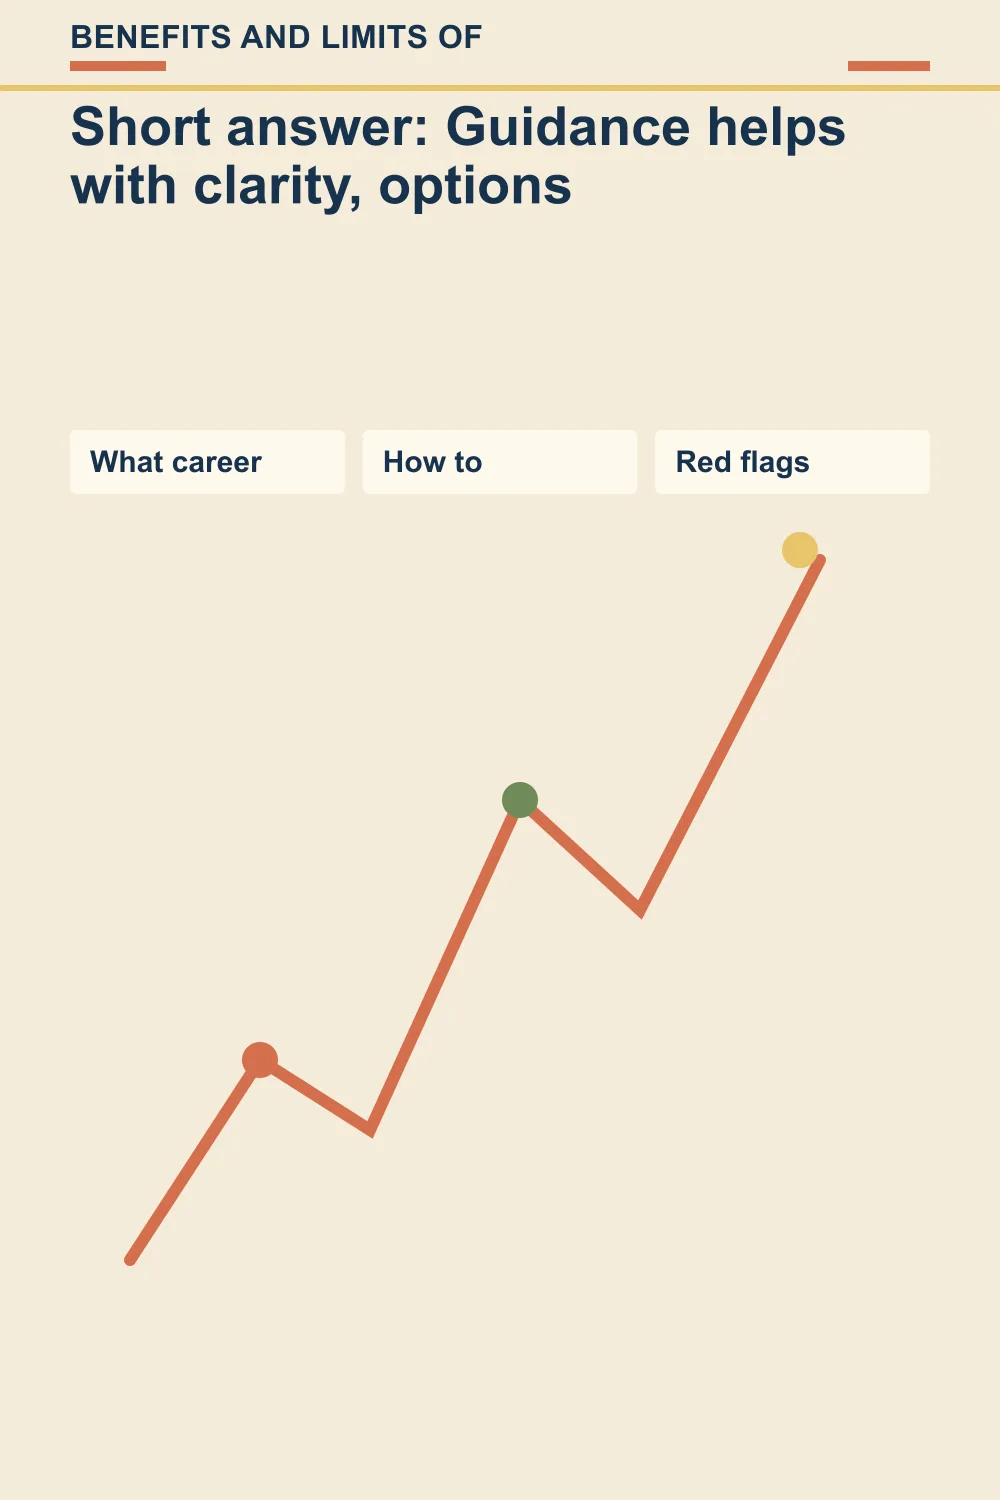 BENEFITS AND LIMITS OF
Short answer: Guidance helps
with clarity, options
What career
How to
Red flags